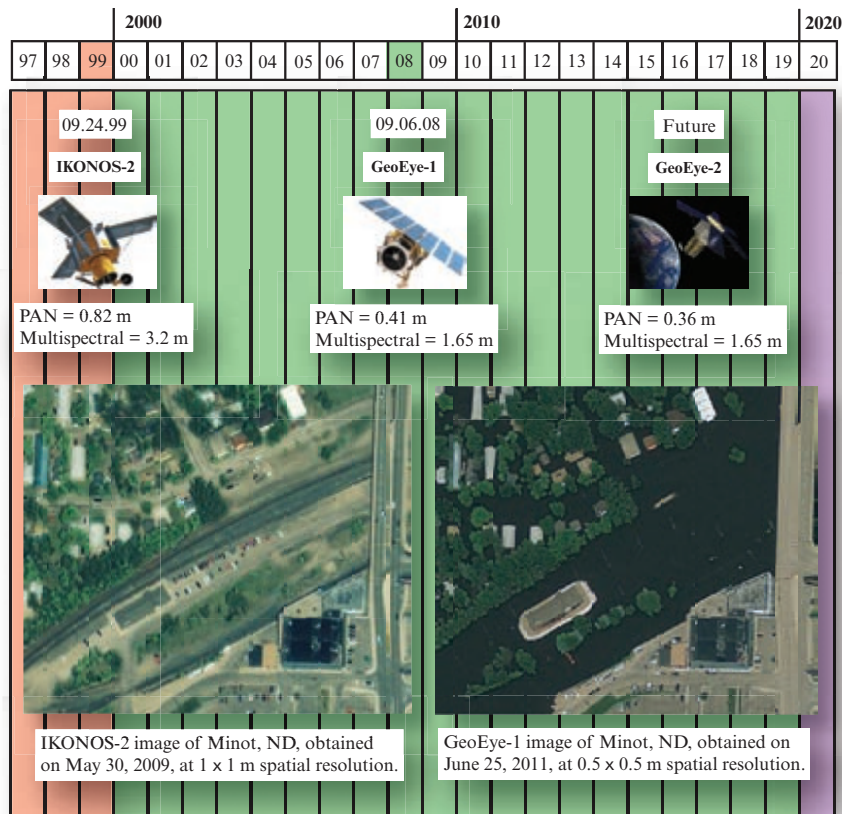 2000 2010 2020
97 98 99 00 01 02 03 04 05 06 07 08 09 10 11 12 13 14 15 16 17 18 19 20
09.24.99 09.06.08 Future
IKONOS-2 GeoEye-1 GeoEye-2
PAN = 0.82 m
Multispectral = 3.2 m
PAN = 0.41 m
Multispectral = 1.65 m
PAN = 0.36 m
Multispectral = 1.65 m
IKONOS-2 image of Minot, ND, obtained
on May 30, 2009, at 1 x 1 m spatial resolution.
GeoEye-1 image of Minot, ND, obtained on
June 25, 2011, at 0.5 x 0.5 m spatial resolution.